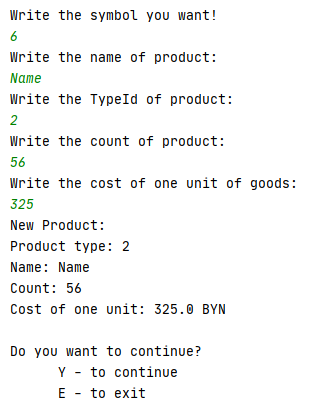 Write the symbol you want!
6
Write the name of product:
Name
Write the TypeId of product:
2
Write the count of product:
56
Write the cost of one unit of goods:
325
New Product:
Product type: 2
Name: Name
Count: 56
Cost of one unit: 325.0 BYN

Do you want to continue?
      Y - to continue
      E - to exit